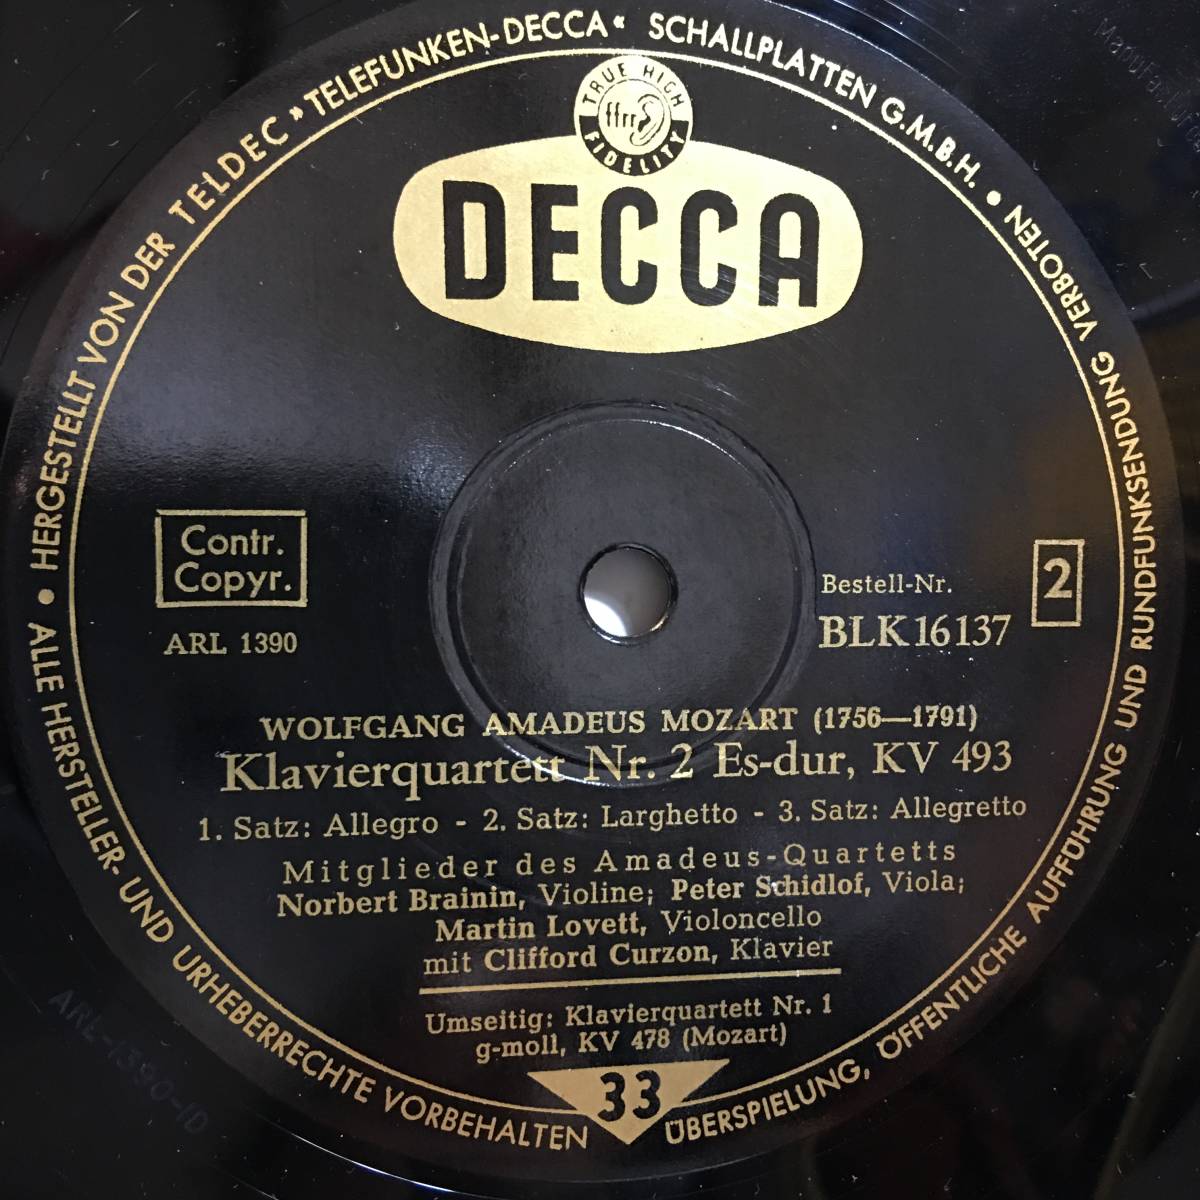 • HERGESTELLT VON DER TELDEC »TELEFUNKEN-DECCA« SCHALLPLATTEN G.M.B.H. •
TRUE HIGH
ffrr
FIDELITY
DECCA
Contr.
Copyr.
ARL 1390
Bestell-Nr.
BLK 16137
2
WOLFGANG AMADEUS MOZART (1756—1791)
Klavierquartett Nr. 2 Es-dur, KV 493
1. Satz: Allegro - 2. Satz: Larghetto - 3. Satz: Allegretto
Mitglieder des Amadeus-Quartetts
Norbert Brainin, Violine; Peter Schidlof, Viola;
Martin Lovett, Violoncello
mit Clifford Curzon, Klavier
Umseitig: Klavierquartett Nr. 1
g-moll, KV 478 (Mozart)
33
ALLE HERSTELLER- UND URHEBERRECHTE VORBEHALTEN
ÜBERSPIELUNG, ÖFFENTLICHE AUFFÜHRUNG UND RUNDFUNKSENDUNG VERBOTEN
ARL-1390-1D